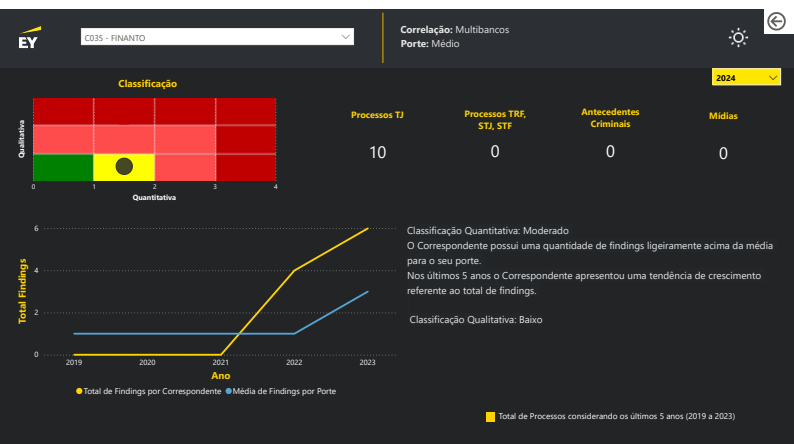 EY
C035 - FINANTO
Correlação: Multibancos
Porte: Médio
2024
Classificação
Qualitativa
0 1 2 3 4
Quantitativa
Processos TJ
10
Processos TRF,
STJ, STF
0
Antecedentes
Criminais
0
Mídias
0
Total Findings
6
4
2
0
2019 2020 2021 2022 2023
Ano
Total de Findings por Correspondente Média de Findings por Porte
Classificação Quantitativa: Moderado
O Correspondente possui uma quantidade de findings ligeiramente acima da média
para o seu porte.
Nos últimos 5 anos o Correspondente apresentou uma tendência de crescimento
referente ao total de findings.
Classificação Qualitativa: Baixo
Total de Processos considerando os últimos 5 anos (2019 a 2023)